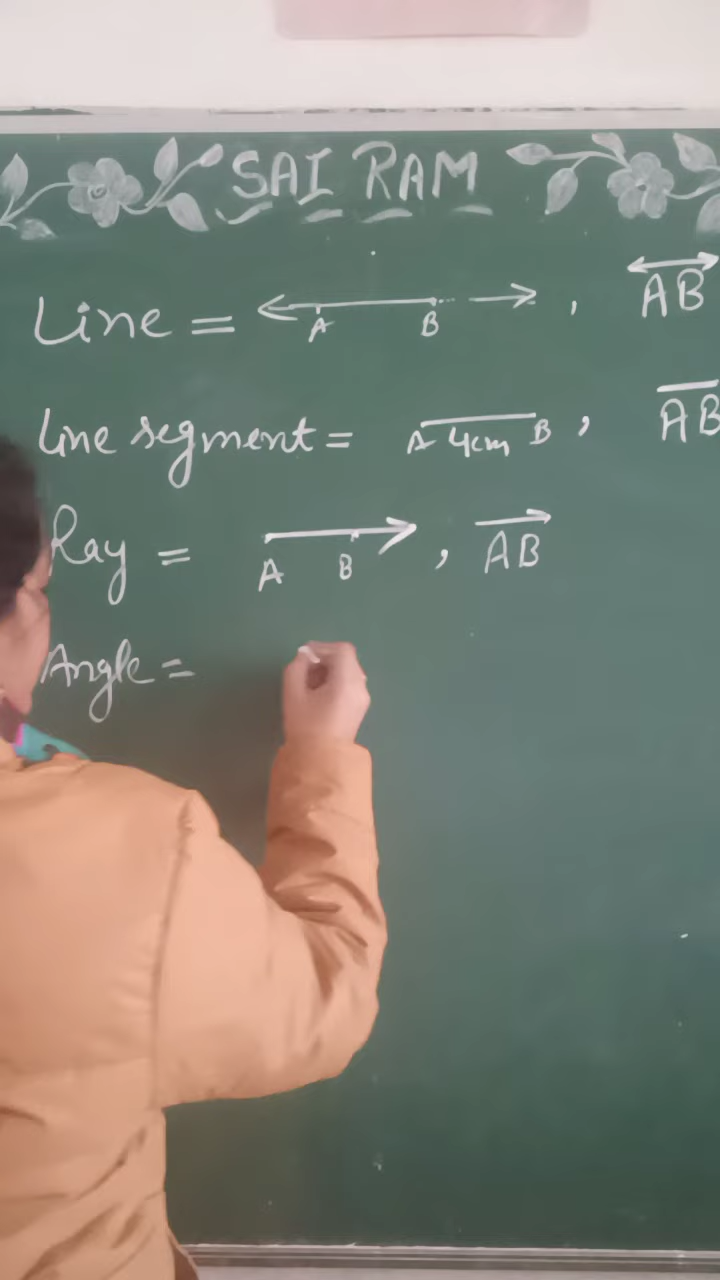 SAI RAM
Line = A B , AB
Line segment = A 4cm B , AB
Ray = A B , AB
Angle =